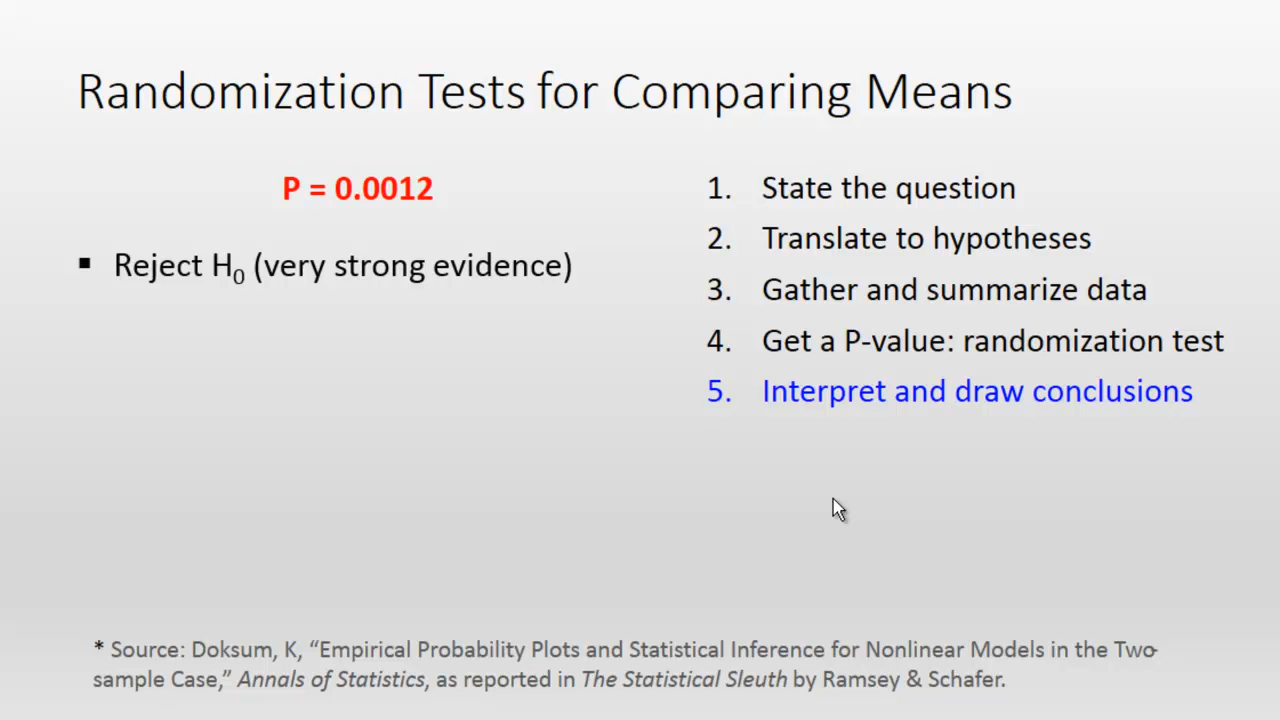 Randomization Tests for Comparing Means
P = 0.0012
▪ Reject H₀ (very strong evidence)
1. State the question
2. Translate to hypotheses
3. Gather and summarize data
4. Get a P-value: randomization test
5. Interpret and draw conclusions
* Source: Doksum, K, “Empirical Probability Plots and Statistical Inference for Nonlinear Models in the Two-
sample Case,” Annals of Statistics, as reported in The Statistical Sleuth by Ramsey & Schafer.